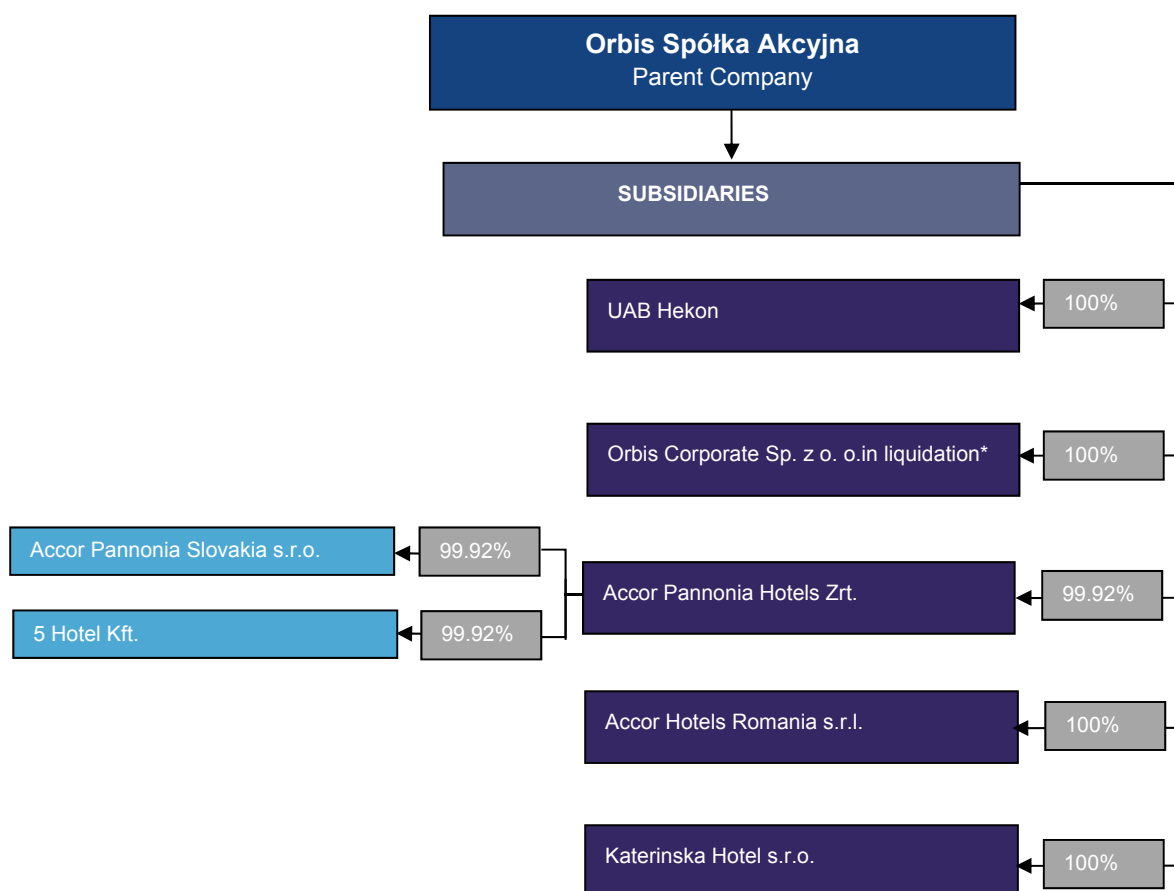 Orbis Spółka Akcyjna
Parent Company
SUBSIDIARIES
UAB Hekon
100%
Orbis Corporate Sp. z o. o.in liquidation*
100%
Accor Pannonia Slovakia s.r.o.
99.92%
Accor Pannonia Hotels Zrt.
99.92%
5 Hotel Kft.
99.92%
Accor Hotels Romania s.r.l.
100%
Katerinska Hotel s.r.o.
100%